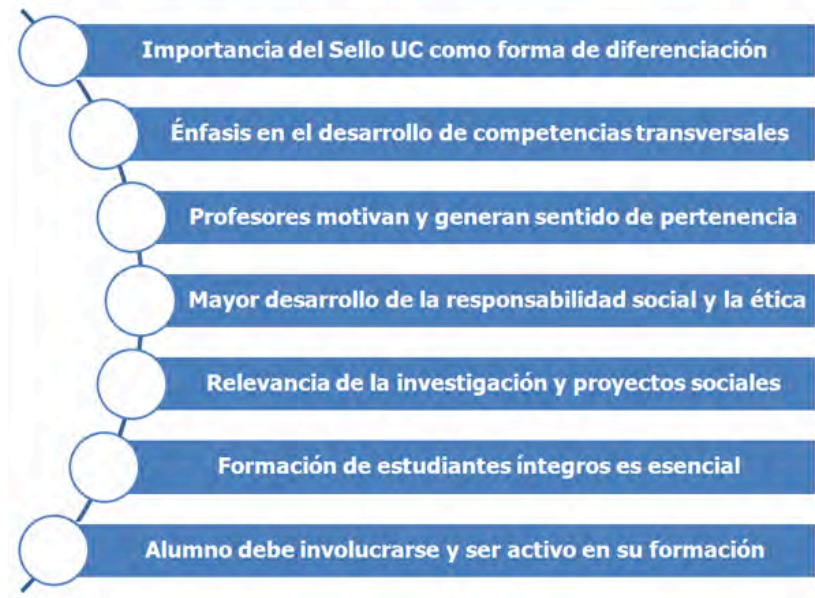 Importancia del Sello UC como forma de diferenciación
Énfasis en el desarrollo de competencias transversales
Profesores motivan y generan sentido de pertenencia
Mayor desarrollo de la responsabilidad social y la ética
Relevancia de la investigación y proyectos sociales
Formación de estudiantes íntegros es esencial
Alumno debe involucrarse y ser activo en su formación